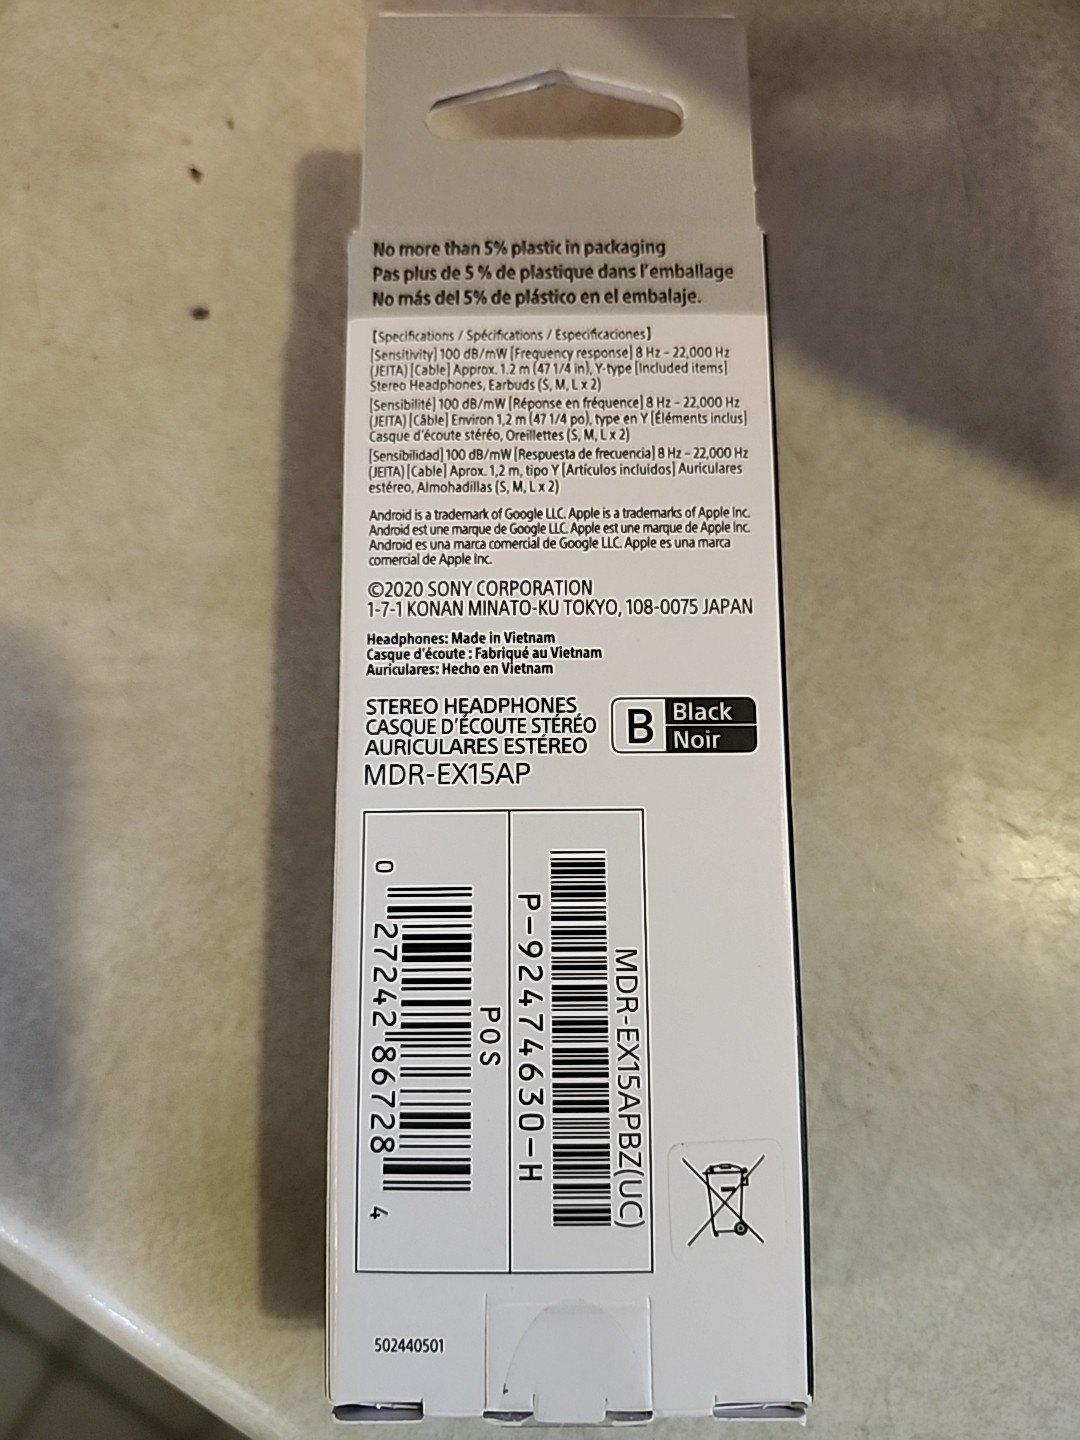 No more than 5% plastic in packaging
Pas plus de 5 % de plastique dans l'emballage
No más del 5% de plástico en el embalaje.
[Specifications / Spécifications / Especificaciones]
[Sensitivity] 100 dB/mW [Frequency response] 8 Hz – 22,000 Hz
(JEITA) [Cable] Approx. 1.2 m (47 1/4 in), Y-type [Included items]
Stereo Headphones, Earbuds (S, M, L x 2)
[Sensibilité] 100 dB/mW [Réponse en fréquence] 8 Hz – 22,000 Hz
(JEITA) [Câble] Environ 1,2 m (47 1/4 po), type en Y [Éléments inclus]
Casque d'écoute stéréo, Oreillettes (S, M, L x 2)
[Sensibilidad] 100 dB/mW [Respuesta de frecuencia] 8 Hz – 22,000 Hz
(JEITA) [Cable] Aprox. 1,2 m, tipo Y [Artículos incluidos] Auriculares
estéreo, Almohadillas (S, M, L x 2)
Android is a trademark of Google LLC. Apple is a trademarks of Apple Inc.
Android est une marque de Google LLC. Apple est une marque de Apple Inc.
Android es una marca comercial de Google LLC. Apple es una marca
comercial de Apple Inc.
©2020 SONY CORPORATION
1-7-1 KONAN MINATO-KU TOKYO, 108-0075 JAPAN
Headphones: Made in Vietnam
Casque d'écoute : Fabriqué au Vietnam
Auriculares: Hecho en Vietnam
STEREO HEADPHONES
CASQUE D'ÉCOUTE STÉRÉO
AURICULARES ESTÉREO
MDR-EX15AP
B Black
Noir
MDR-EX15APBZ(UC)
P-92474630-H
POS
0 27242 86728 4
502440501